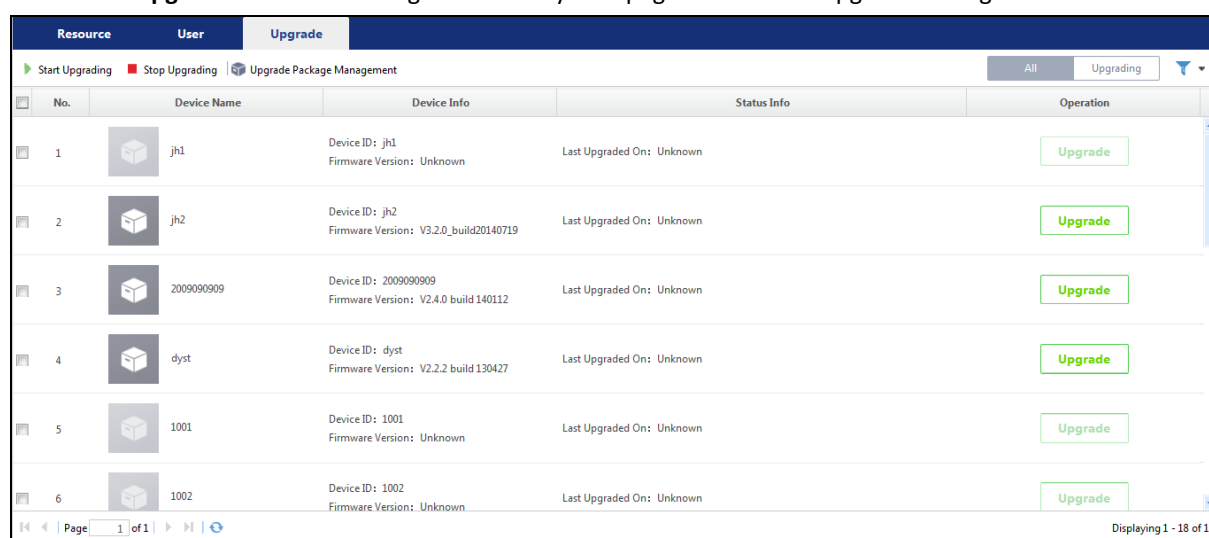 Resource User Upgrade
Start Upgrading Stop Upgrading Upgrade Package Management All Upgrading
No. Device Name Device Info Status Info Operation
1 jh1 Device ID: jh1 Last Upgraded On: Unknown Upgrade
Firmware Version: Unknown
2 jh2 Device ID: jh2 Last Upgraded On: Unknown Upgrade
Firmware Version: V3.2.0_build20140719
3 2009090909 Device ID: 2009090909 Last Upgraded On: Unknown Upgrade
Firmware Version: V2.4.0 build 140112
4 dyst Device ID: dyst Last Upgraded On: Unknown Upgrade
Firmware Version: V2.2.2 build 130427
5 1001 Device ID: 1001 Last Upgraded On: Unknown Upgrade
Firmware Version: Unknown
6 1002 Device ID: 1002 Last Upgraded On: Unknown Upgrade
Firmware Version: Unknown
Page 1 of 1 Displaying 1 - 18 of 1